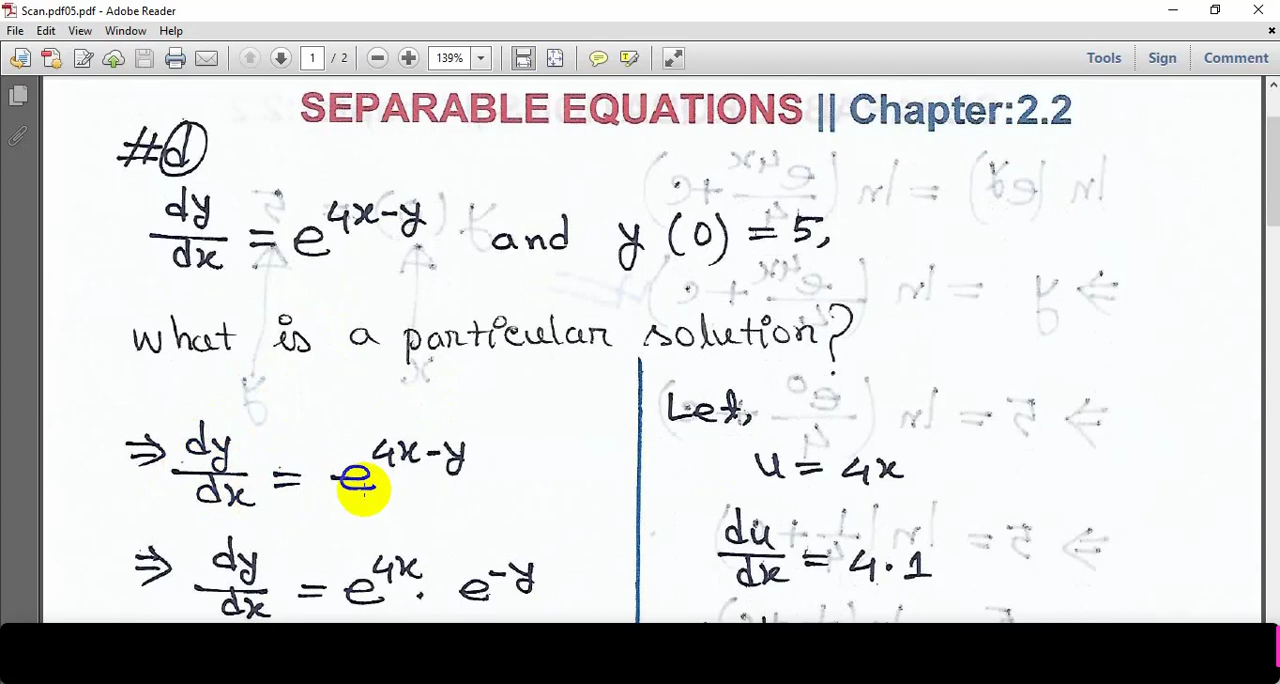 Scan.pdf05.pdf - Adobe Reader
File Edit View Window Help
1 / 2 139% Tools Sign Comment
SEPARABLE EQUATIONS || Chapter:2.2
#d
dy/dx = e^{4x-y} and y(0) = 5,
what is a particular solution?
⇒ dy/dx = e^{4x-y}
⇒ dy/dx = e^{4x} · e^{-y}
Let,
u = 4x
du/dx = 4 · 1